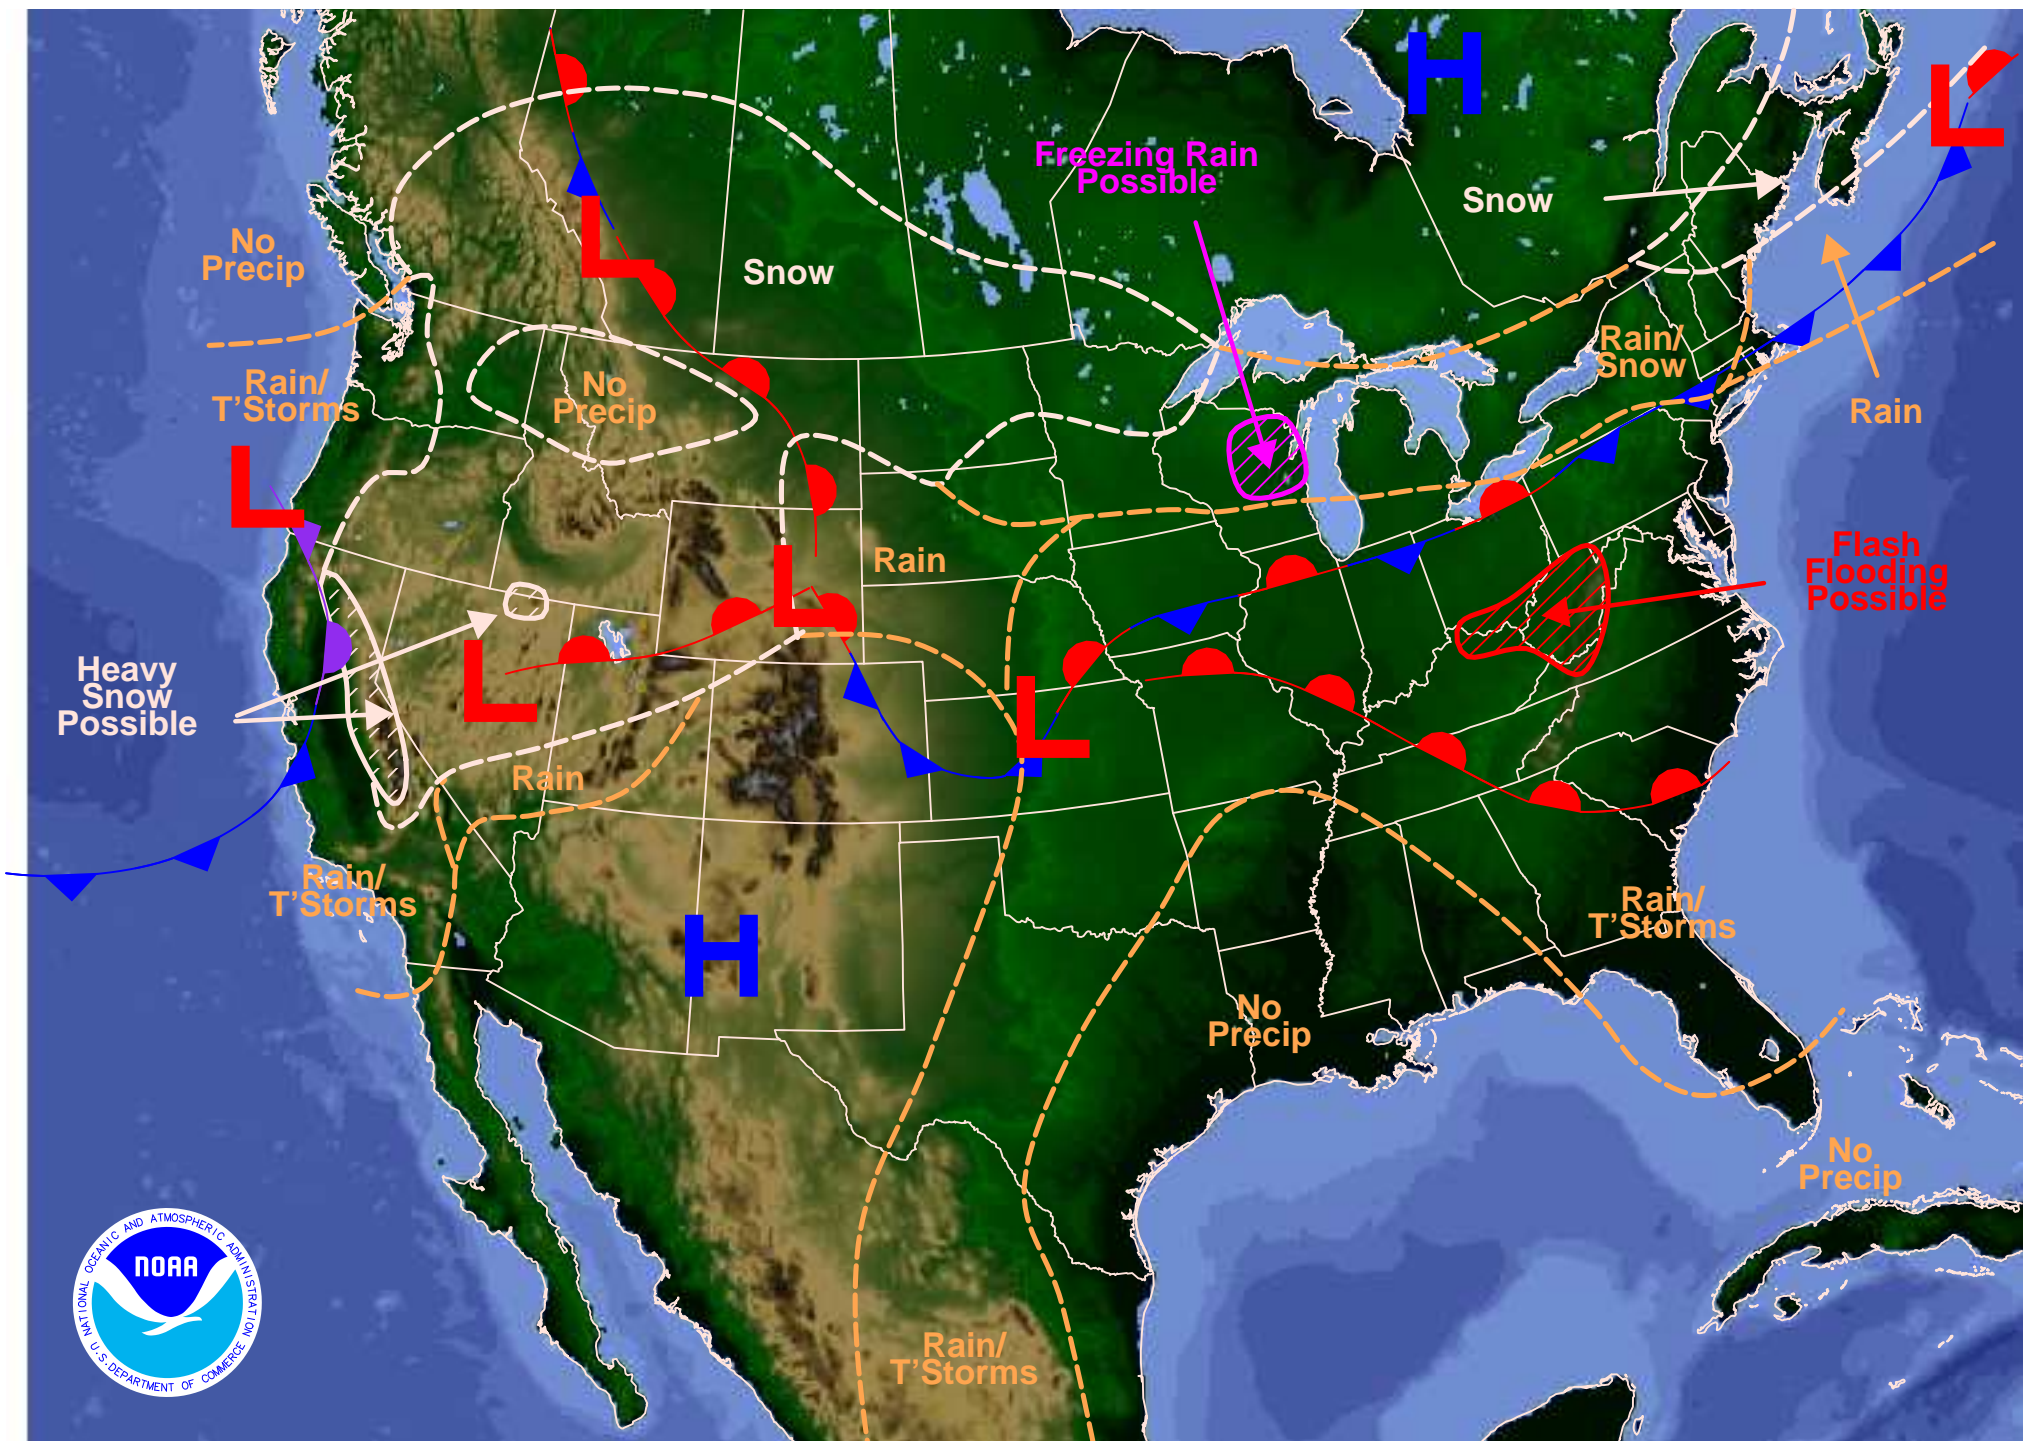 H
L
Freezing Rain
Possible
Snow
L
No
Precip
Snow
Rain/
Snow
Rain/
T'Storms
No
Precip
Rain
L
Flash
Flooding
Possible
Rain
L
Heavy
Snow
Possible
L
L
Rain
Rain/
T'Storms
H
Rain/
T'Storms
No
Precip
No
Precip
Rain/
T'Storms
NATIONAL OCEANIC AND ATMOSPHERIC ADMINISTRATION
NOAA
U.S. DEPARTMENT OF COMMERCE